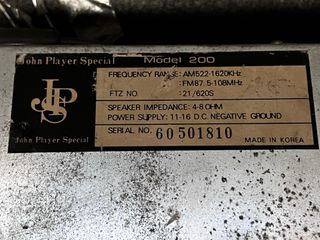 John Player Special Model 200
FREQUENCY RANGE: AM522-1620KHz
: FM87.5-108MHz
FTZ NO : 21/620S
SPEAKER IMPEDANCE: 4-8 OHM
POWER SUPPLY: 11-16 D.C. NEGATIVE GROUND
SERIAL NO. 60501810
MADE IN KOREA
JPS
John Player Special